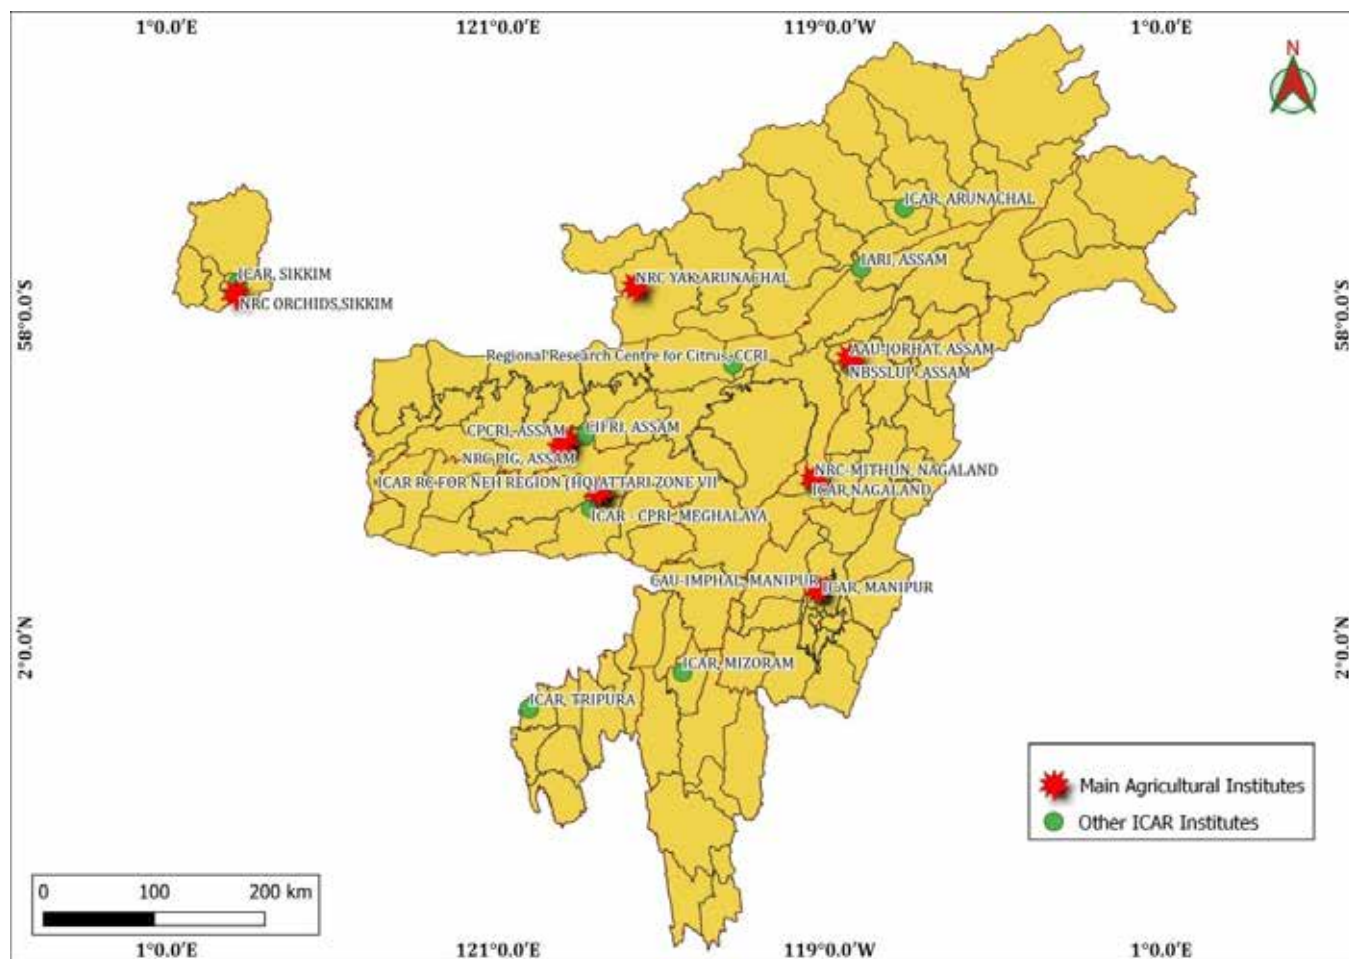 1°0.0′E 121°0.0′E 119°0.0′W 1°0.0′E
N
ICAR, ARUNACHAL
IARI, ASSAM
ICAR, SIKKIM
NRC YAK,ARUNACHAL
NRC ORCHIDS,SIKKIM
58°0.0′S 58°0.0′S
AAU-JORHAT, ASSAM
Regional Research Centre for Citrus, CCRI
NBSSLUP-ASSAM
CPCRI, ASSAM CIFRI, ASSAM
NRC-PIG, ASSAM
NRC-MITHUN, NAGALAND
ICAR RC FOR NEH REGION (HQ) ATTARI-ZONE VII
ICAR,NAGALAND
ICAR - CPRI, MEGHALAYA
CAU-IMPHAL, MANIPUR ICAR, MANIPUR
2°0.0′N 2°0.0′N
ICAR, MIZORAM
ICAR, TRIPURA
Main Agricultural Institutes
Other ICAR Institutes
0 100 200 km
1°0.0′E 121°0.0′E 119°0.0′W 1°0.0′E